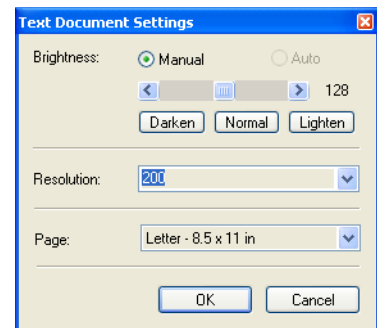 Text Document Settings
Brightness: Manual Auto
128
Darken Normal Lighten
Resolution: 200
Page: Letter - 8.5 x 11 in
OK Cancel